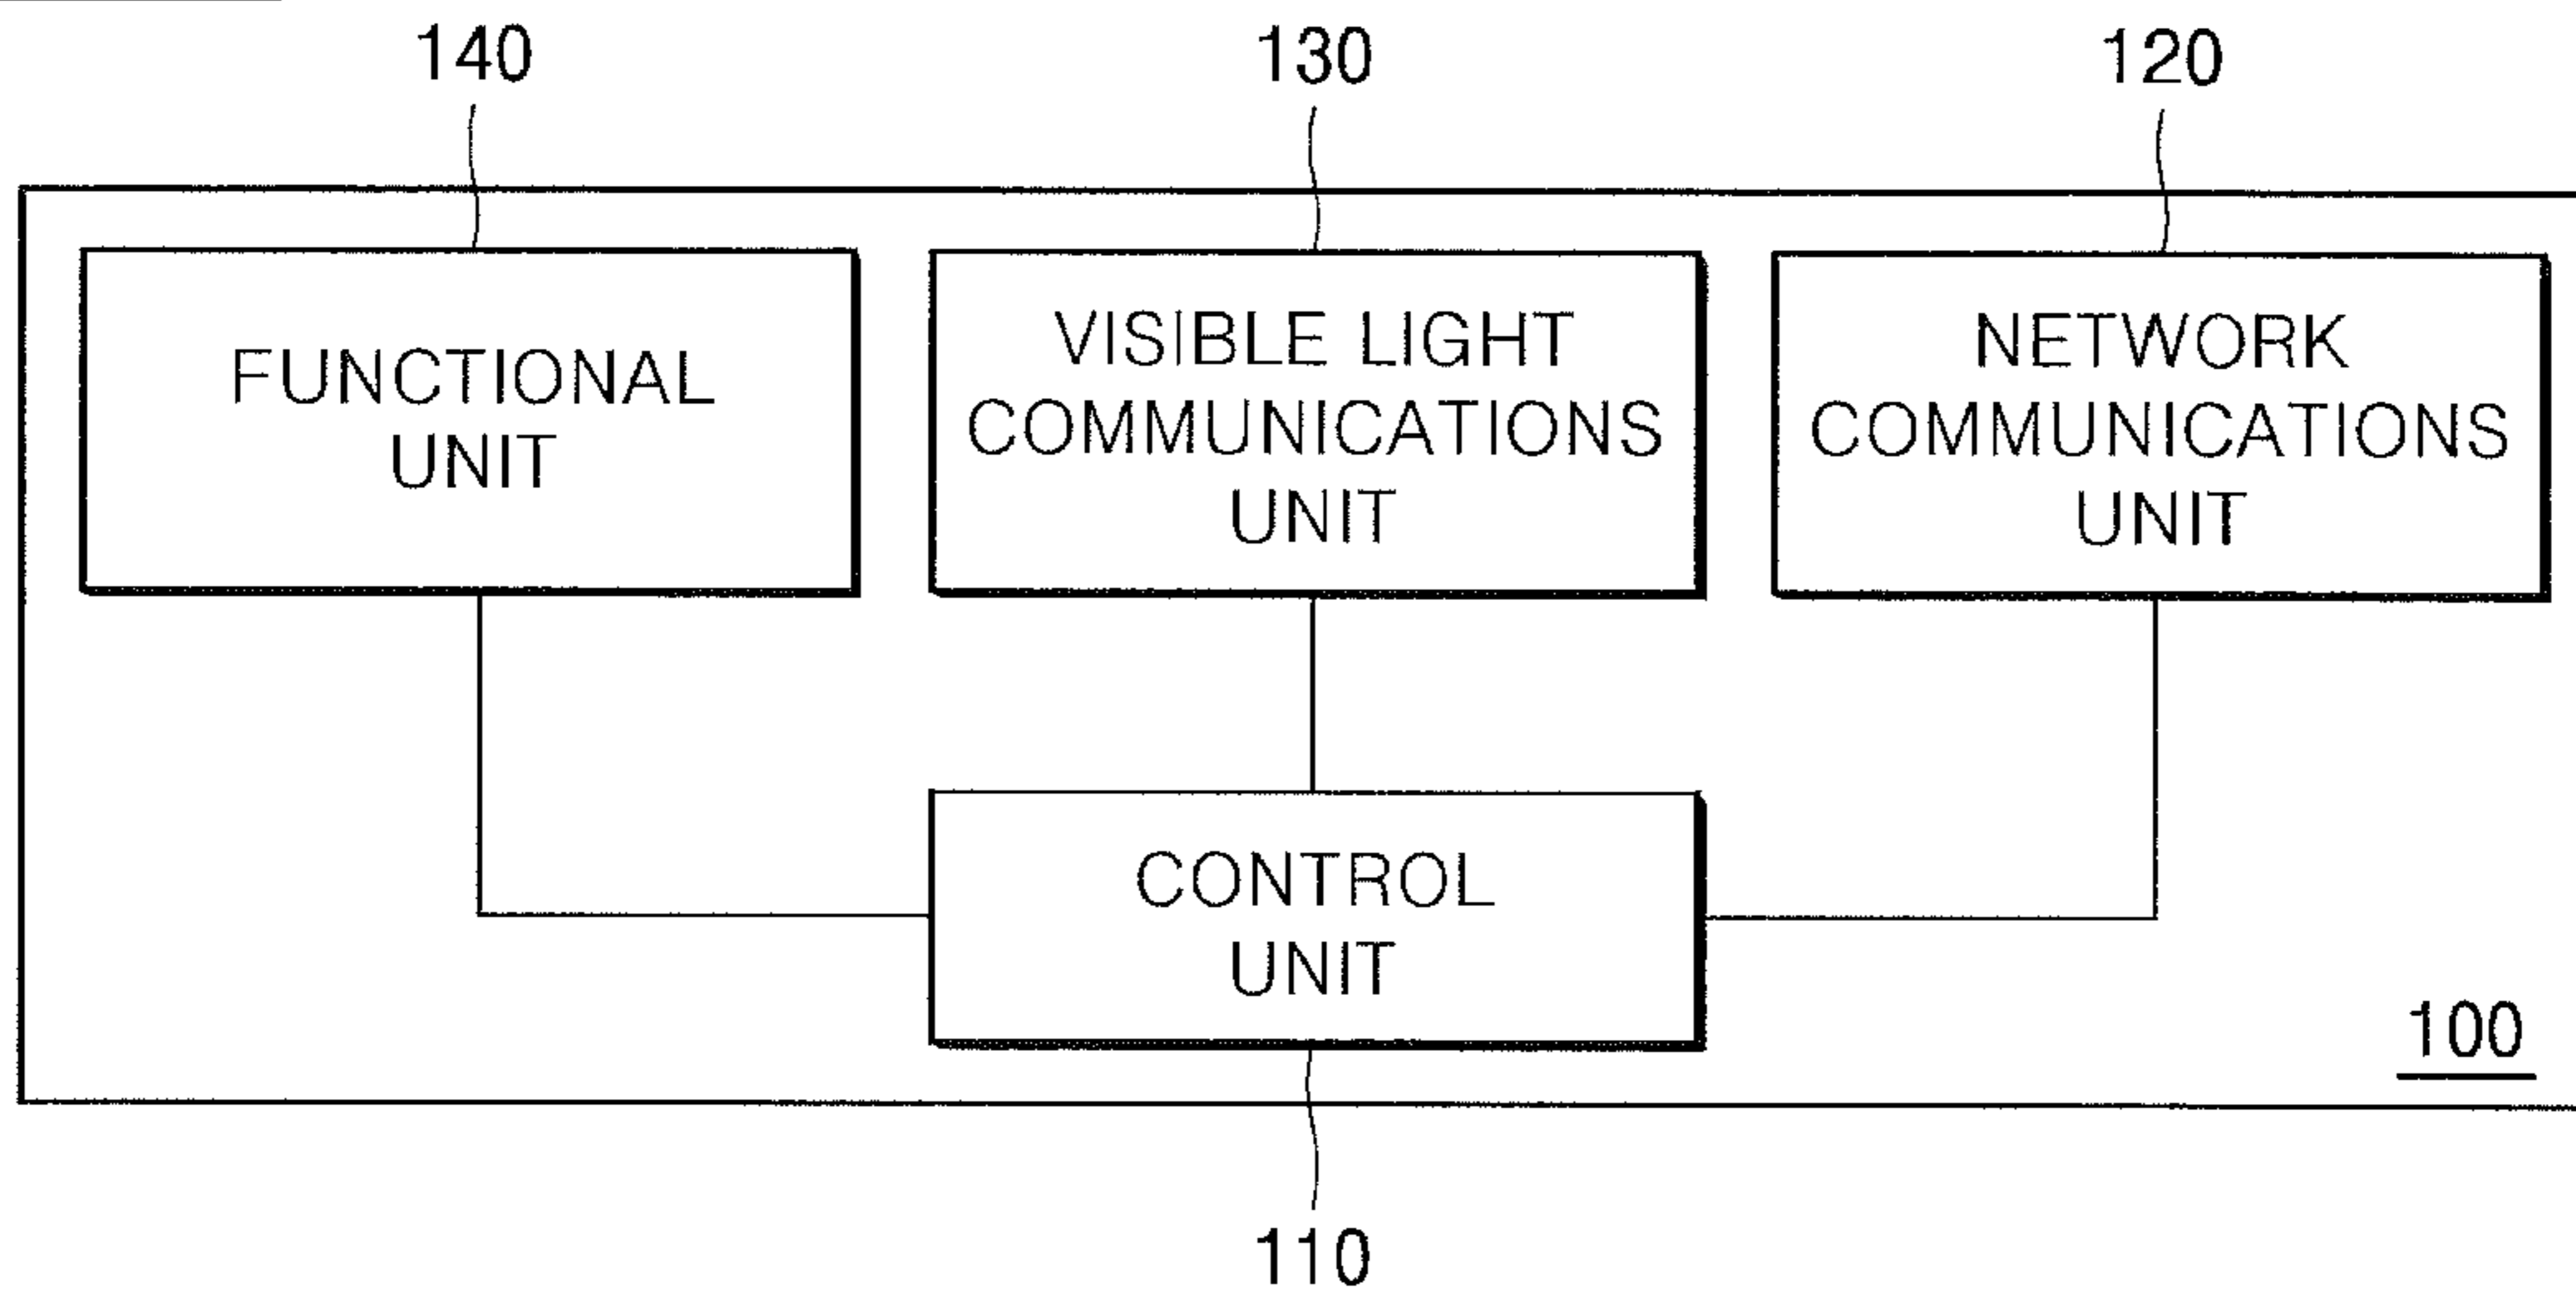 140
130
120
FUNCTIONAL
UNIT
VISIBLE LIGHT
COMMUNICATIONS
UNIT
NETWORK
COMMUNICATIONS
UNIT
CONTROL
UNIT
100
110